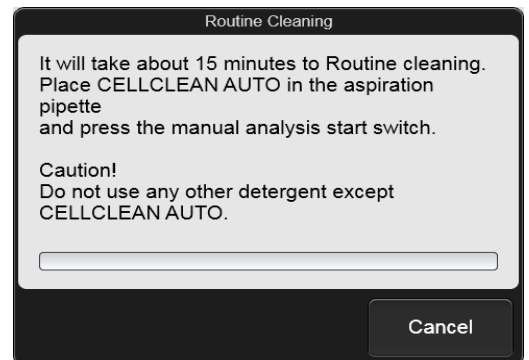 Routine Cleaning
It will take about 15 minutes to Routine cleaning.
Place CELLCLEAN AUTO in the aspiration
pipette
and press the manual analysis start switch.
Caution!
Do not use any other detergent except
CELLCLEAN AUTO.
Cancel